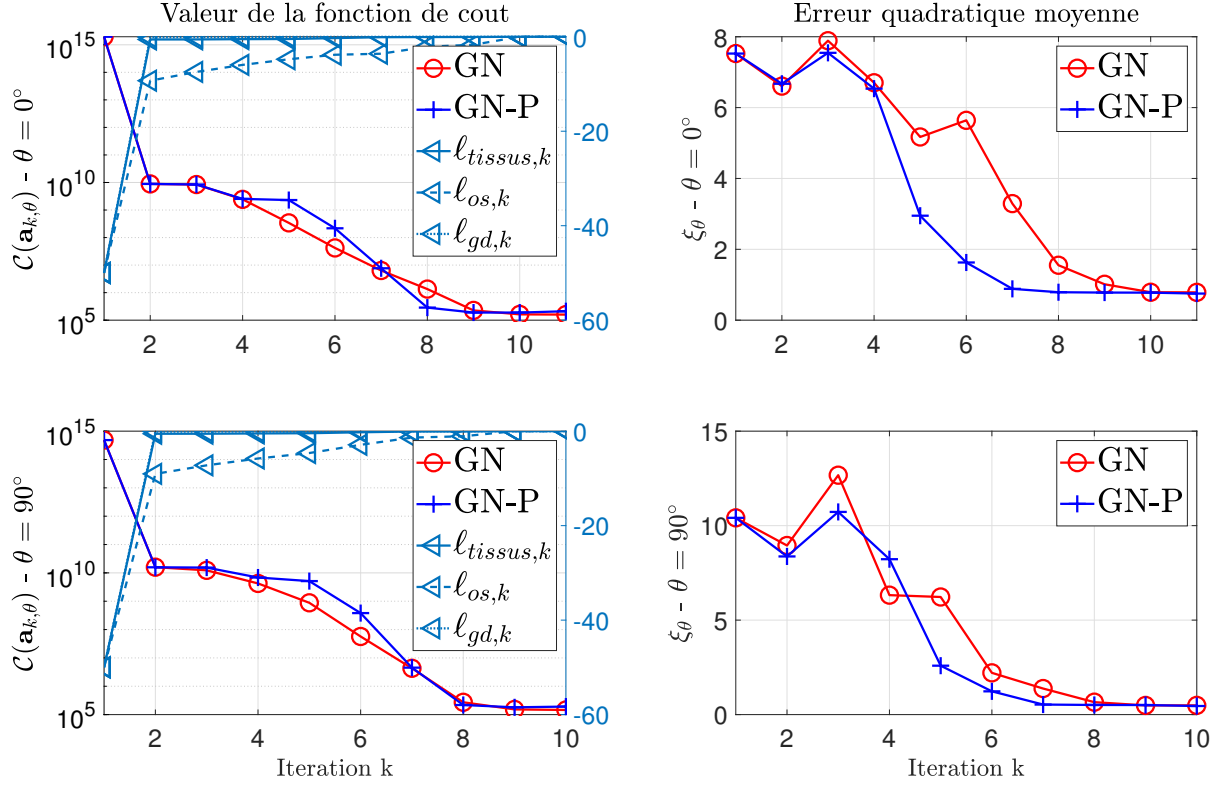 Valeur de la fonction de cout
10^15
10^10
10^5
0
-20
-40
-60
2 4 6 8 10
C(a_{k,θ}) - θ = 0°
GN
GN-P
ℓ_{tissus,k}
ℓ_{os,k}
ℓ_{gd,k}
Erreur quadratique moyenne
8
6
4
2
0
2 4 6 8 10
ξ_θ - θ = 0°
GN
GN-P
10^15
10^10
10^5
0
-20
-40
-60
2 4 6 8 10
C(a_{k,θ}) - θ = 90°
Iteration k
GN
GN-P
ℓ_{tissus,k}
ℓ_{os,k}
ℓ_{gd,k}
15
10
5
0
2 4 6 8 10
ξ_θ - θ = 90°
Iteration k
GN
GN-P